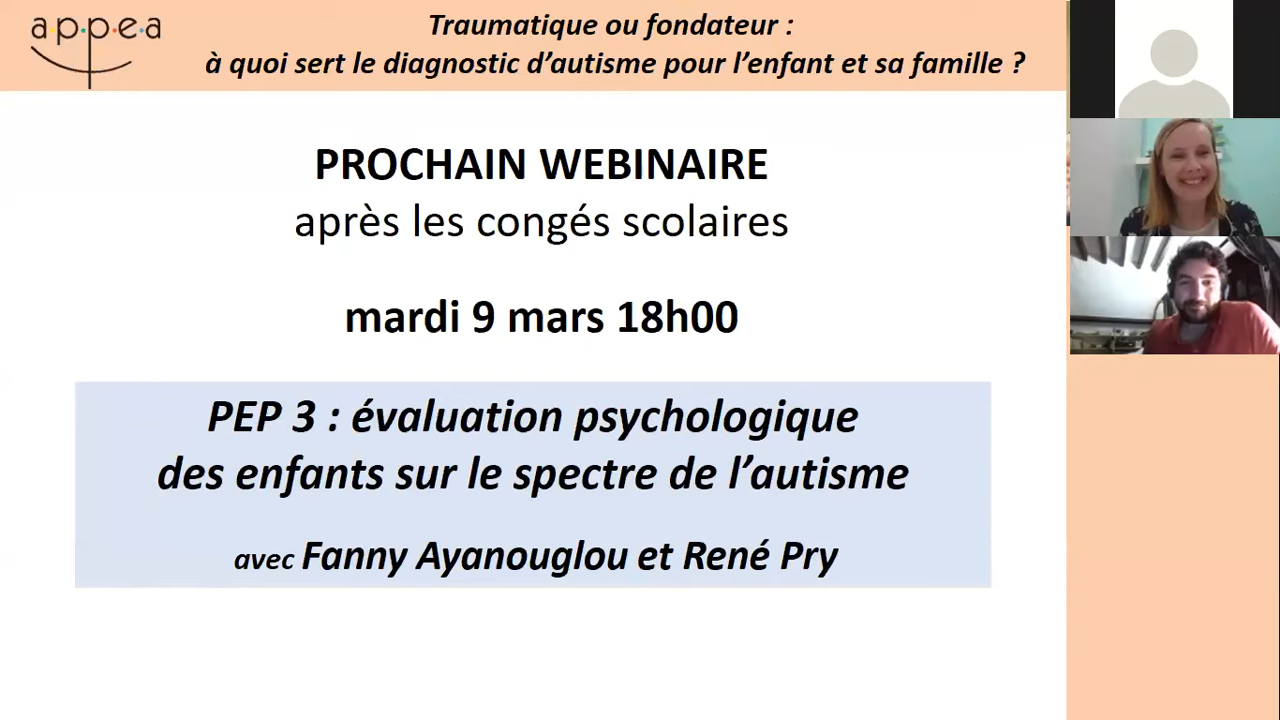 a.p.p.e.a
Traumatique ou fondateur :
à quoi sert le diagnostic d’autisme pour l’enfant et sa famille ?
PROCHAIN WEBINAIRE
après les congés scolaires
mardi 9 mars 18h00
PEP 3 : évaluation psychologique
des enfants sur le spectre de l’autisme
avec Fanny Ayanouglou et René Pry